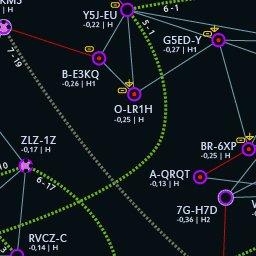 Y5J-EU
-0,22 | H
6 - 1
5 - 1
| H
7 - 19
G5ED-Y
-0,27 | H1
B-E3KQ
-0,26 | H1
O-LR1H
-0,25 | H
ZLZ-1Z
-0,17 | H
BR-6XP
-0,25 | H
A-QRQT
-0,13 | H
6 - 17
7G-H7D
-0,36 | H2
RVCZ-C
-0,14 | H